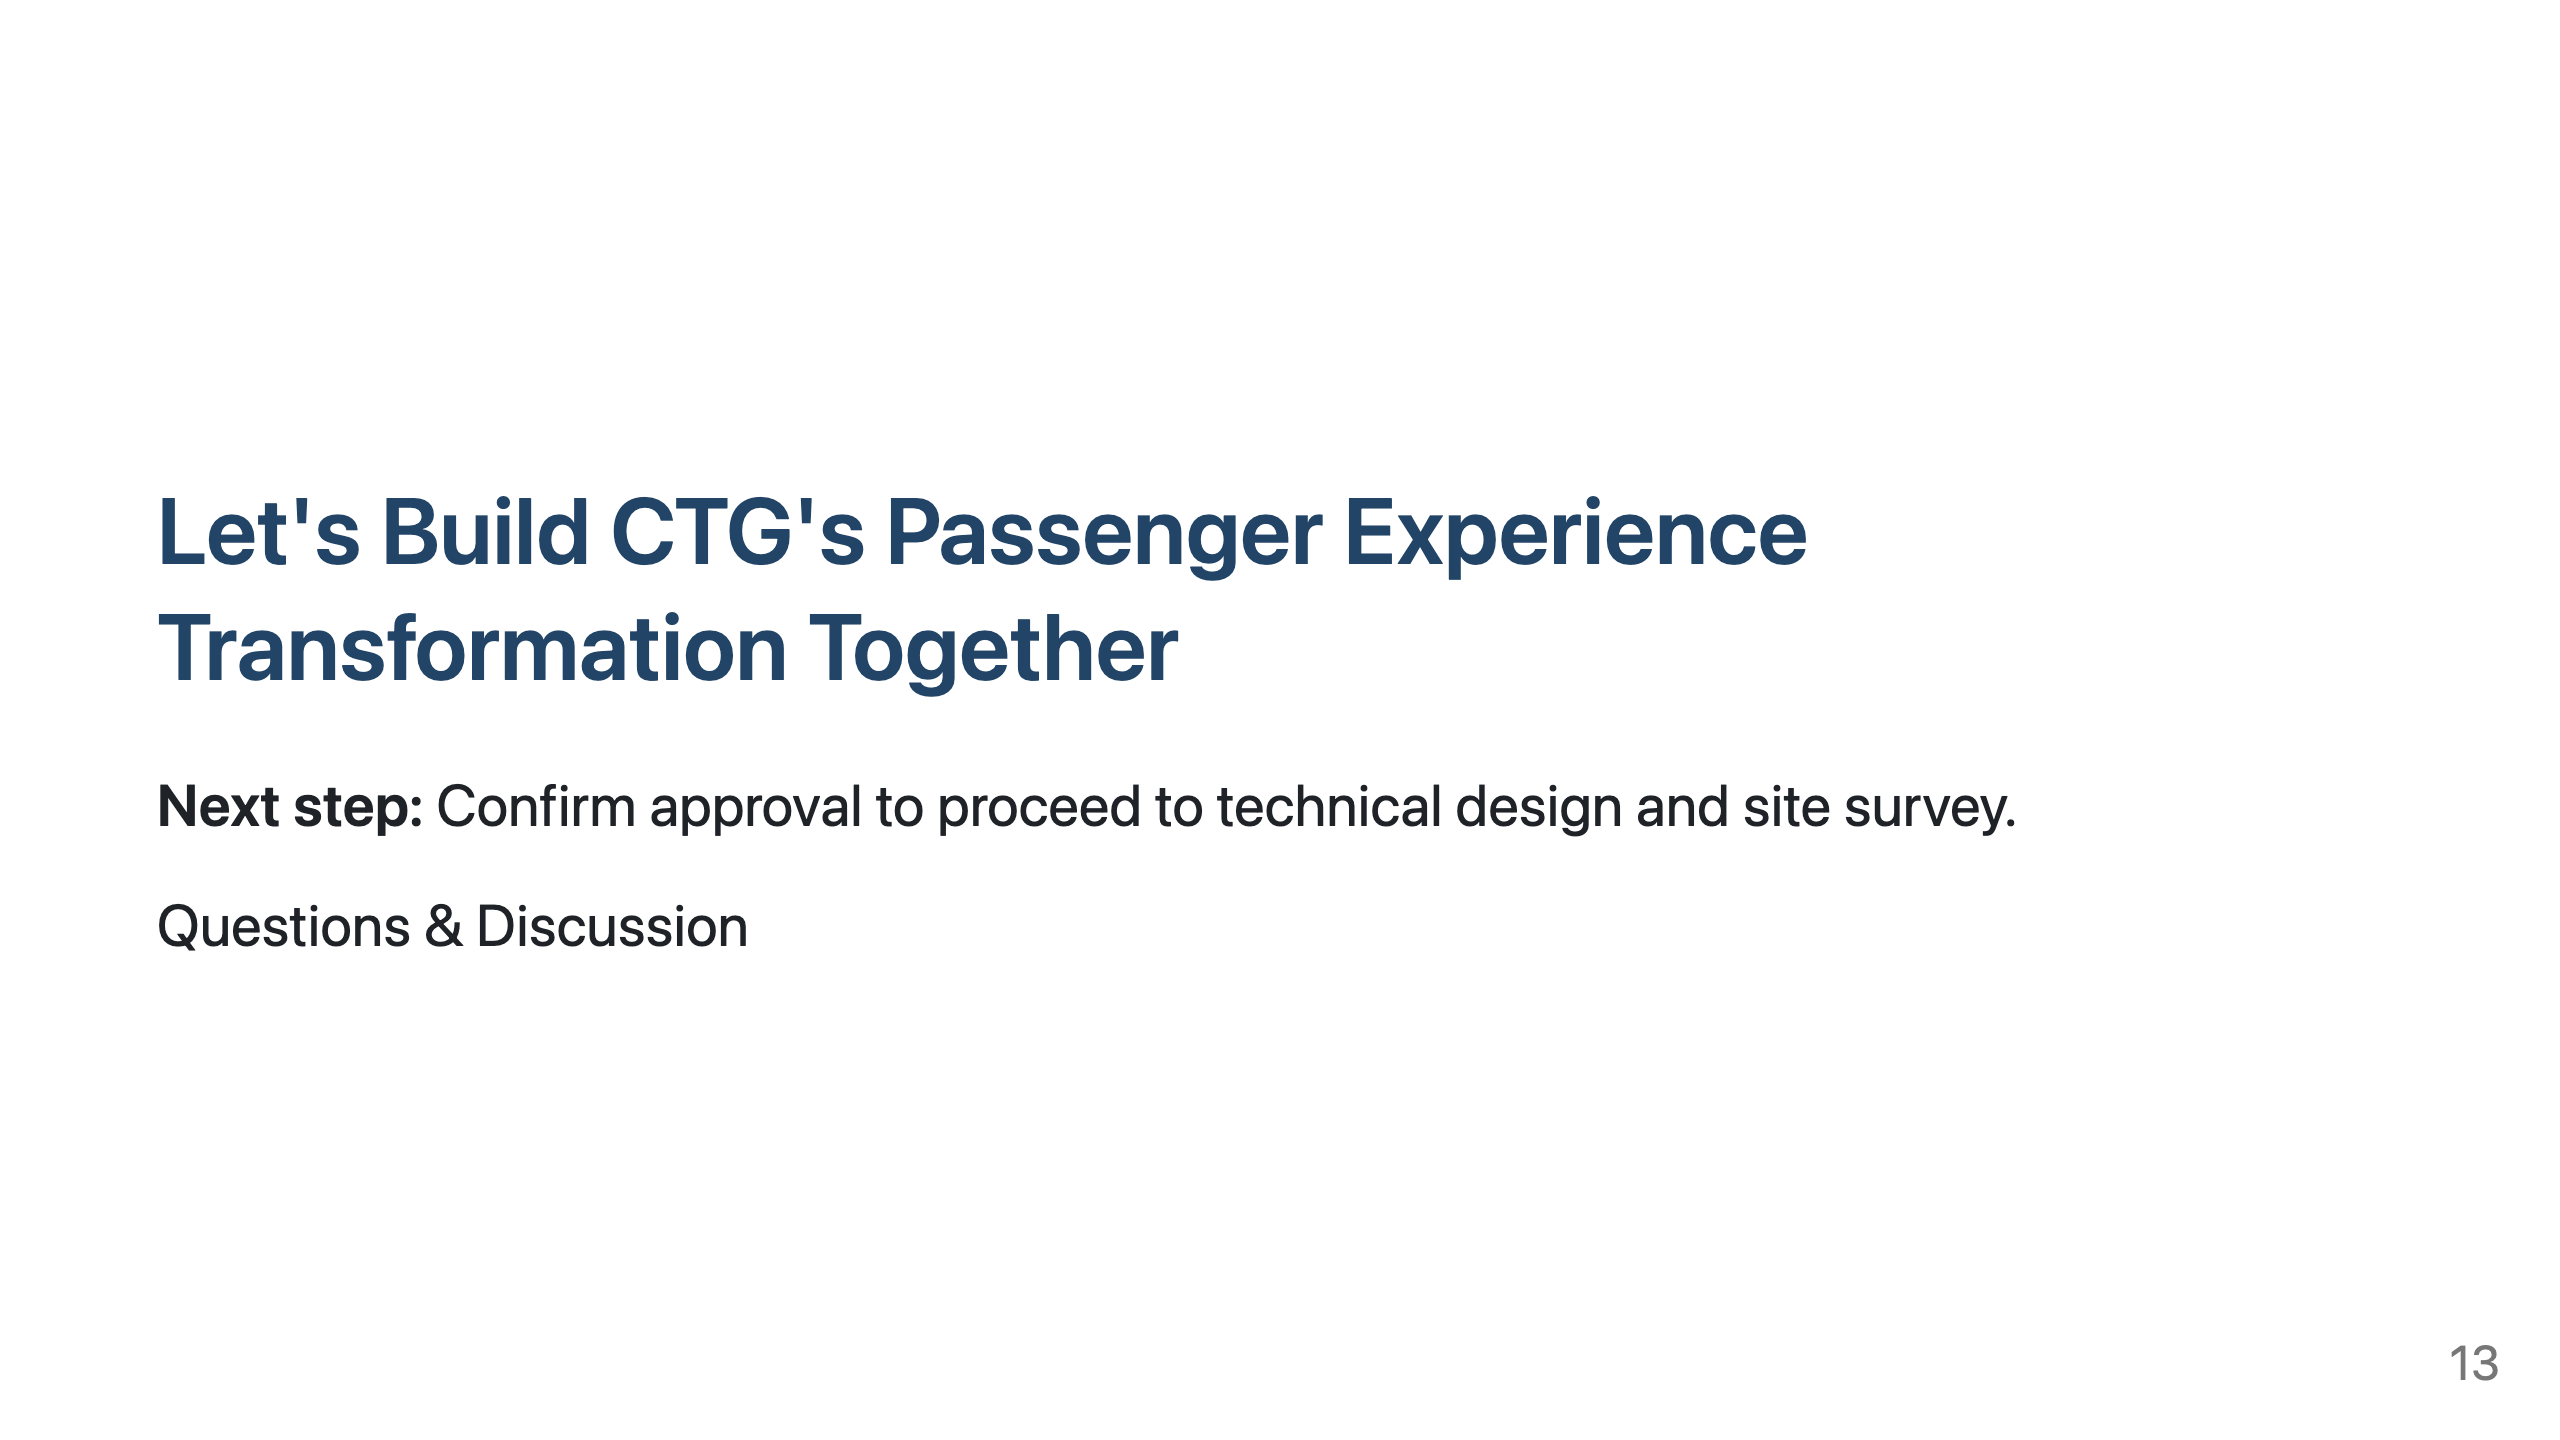 Let's Build CTG's Passenger Experience
Transformation Together
Next step: Confirm approval to proceed to technical design and site survey.
Questions & Discussion
13